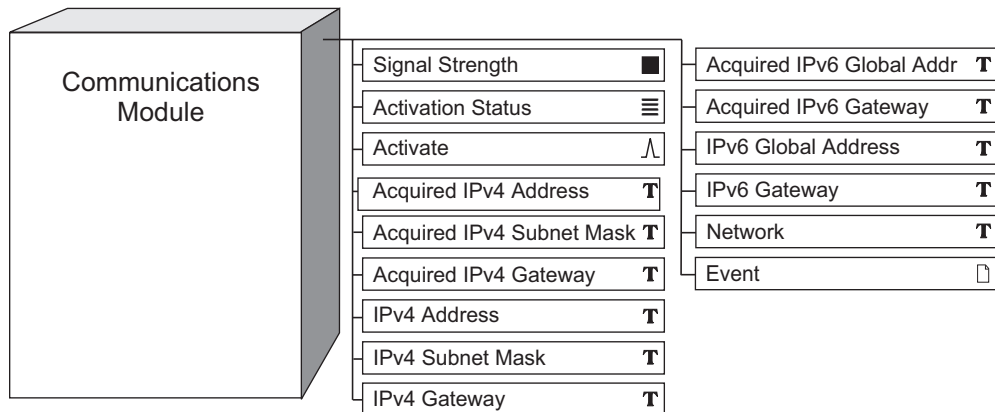 Communications
Module
Signal Strength
Activation Status
Activate
Acquired IPv4 Address T
Acquired IPv4 Subnet Mask T
Acquired IPv4 Gateway T
IPv4 Address T
IPv4 Subnet Mask T
IPv4 Gateway T
Acquired IPv6 Global Addr T
Acquired IPv6 Gateway T
IPv6 Global Address T
IPv6 Gateway T
Network T
Event